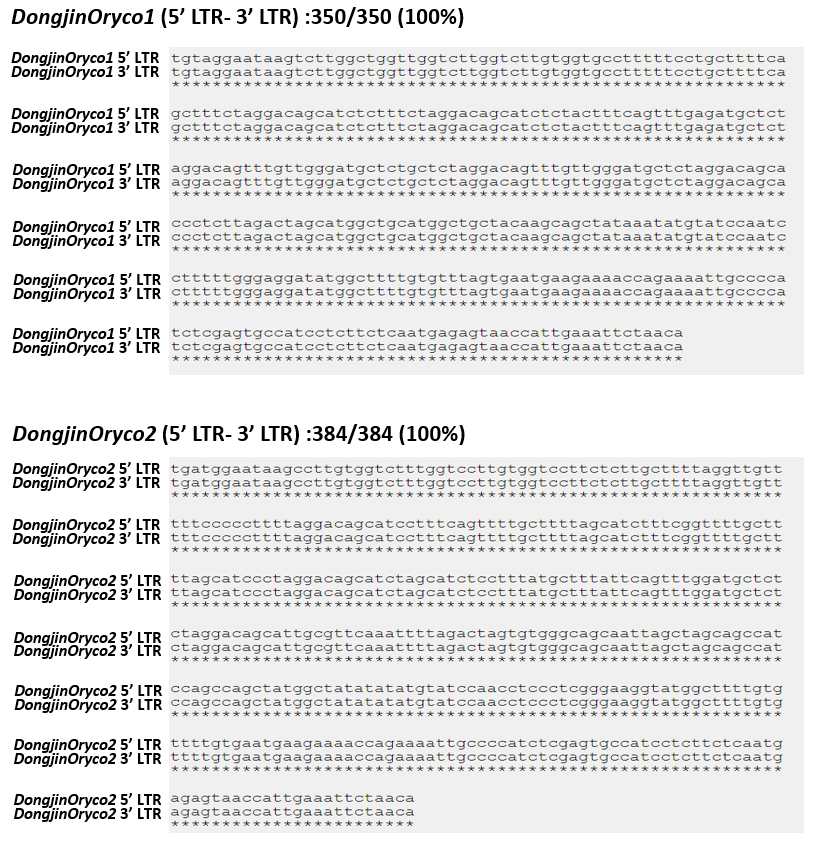 DongjinOryco1 (5’ LTR- 3’ LTR) :350/350 (100%)
DongjinOryco1 5’ LTR tgtaggaataagtcttggctggttggtcttggtcttgtggtgcctttttcctgcttttca
DongjinOryco1 3’ LTR tgtaggaataagtcttggctggttggtcttggtcttgtggtgcctttttcctgcttttca
************************************************************
DongjinOryco1 5’ LTR gctttctaggacagcatctctttctaggacagcatctctactttcagtttgagatgctct
DongjinOryco1 3’ LTR gctttctaggacagcatctctttctaggacagcatctctactttcagtttgagatgctct
************************************************************
DongjinOryco1 5’ LTR aggacagtttgttgggatgctctgctctaggacagtttgttgggatgctctaggacagca
DongjinOryco1 3’ LTR aggacagtttgttgggatgctctgctctaggacagtttgttgggatgctctaggacagca
************************************************************
DongjinOryco1 5’ LTR ccctcttagactagcatggctgcatggctgctacaagcagctataaatatgtatccaatc
DongjinOryco1 3’ LTR ccctcttagactagcatggctgcatggctgctacaagcagctataaatatgtatccaatc
************************************************************
DongjinOryco1 5’ LTR ctttttgggaggatatggcttttgtgtttagtgaatgaagaaaaccagaaaattgcccca
DongjinOryco1 3’ LTR ctttttgggaggatatggcttttgtgtttagtgaatgaagaaaaccagaaaattgcccca
************************************************************
DongjinOryco1 5’ LTR tctcgagtgccatcctcttctcaatgagagtaaccattgaaattctaaca
DongjinOryco1 3’ LTR tctcgagtgccatcctcttctcaatgagagtaaccattgaaattctaaca
**************************************************
DongjinOryco2 (5’ LTR- 3’ LTR) :384/384 (100%)
DongjinOryco2 5’ LTR tgatggaataagccttgtggtctttggtccttgtggtccttctcttgcttttaggttgtt
DongjinOryco2 3’ LTR tgatggaataagccttgtggtctttggtccttgtggtccttctcttgcttttaggttgtt
************************************************************
DongjinOryco2 5’ LTR tttcccccttttaggacagcatcctttcagttttgcttttagcatctttcggttttgctt
DongjinOryco2 3’ LTR tttcccccttttaggacagcatcctttcagttttgcttttagcatctttcggttttgctt
************************************************************
DongjinOryco2 5’ LTR ttagcatccctaggacagcatctagcatctcctttatgctttattcagtttggatgctct
DongjinOryco2 3’ LTR ttagcatccctaggacagcatctagcatctcctttatgctttattcagtttggatgctct
************************************************************
DongjinOryco2 5’ LTR ctaggacagcattgcgttcaaattttagactagtgtgggcagcaattagctagcagccat
DongjinOryco2 3’ LTR ctaggacagcattgcgttcaaattttagactagtgtgggcagcaattagctagcagccat
************************************************************
DongjinOryco2 5’ LTR ccagccagctatggctatatatatgtatccaacctccctcgggaaggtatggcttttgtg
DongjinOryco2 3’ LTR ccagccagctatggctatatatatgtatccaacctccctcgggaaggtatggcttttgtg
************************************************************
DongjinOryco2 5’ LTR ttttgtgaatgaagaaaaccagaaaattgccccatctcgagtgccatcctcttctcaatg
DongjinOryco2 3’ LTR ttttgtgaatgaagaaaaccagaaaattgccccatctcgagtgccatcctcttctcaatg
************************************************************
DongjinOryco2 5’ LTR agagtaaccattgaaattctaaca
DongjinOryco2 3’ LTR agagtaaccattgaaattctaaca
************************